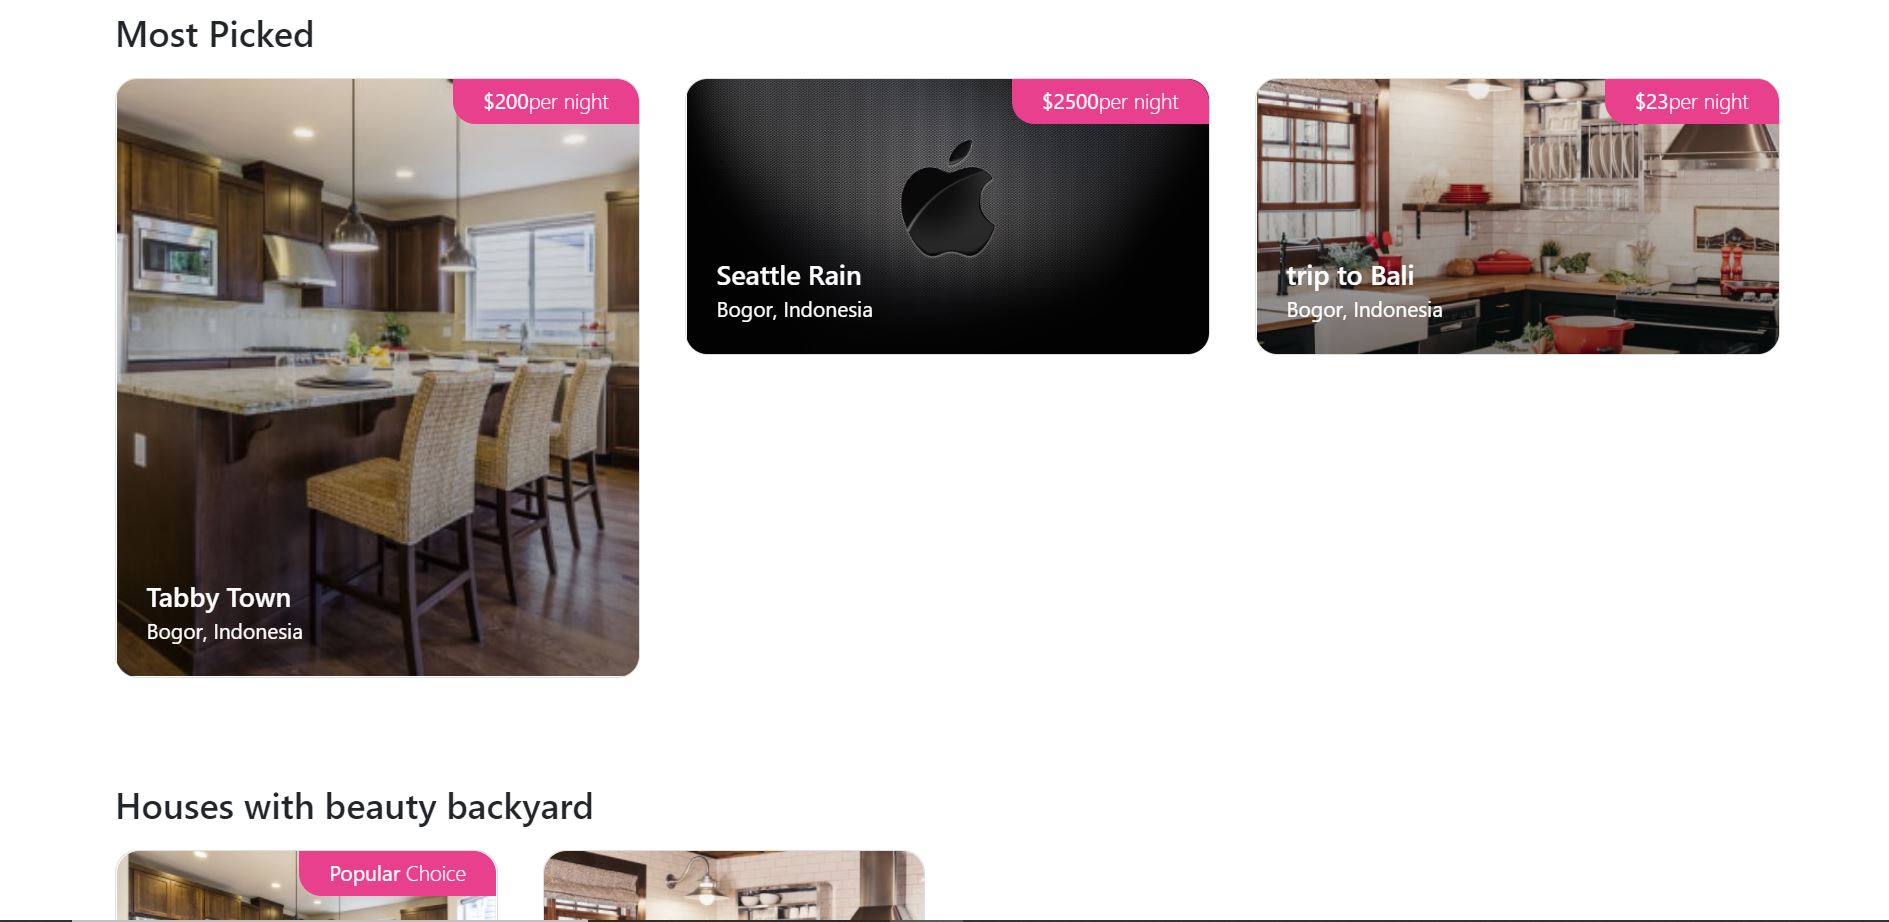 Most Picked
$200per night
Tabby Town
Bogor, Indonesia
$2500per night
Seattle Rain
Bogor, Indonesia
$23per night
trip to Bali
Bogor, Indonesia
Houses with beauty backyard
Popular Choice